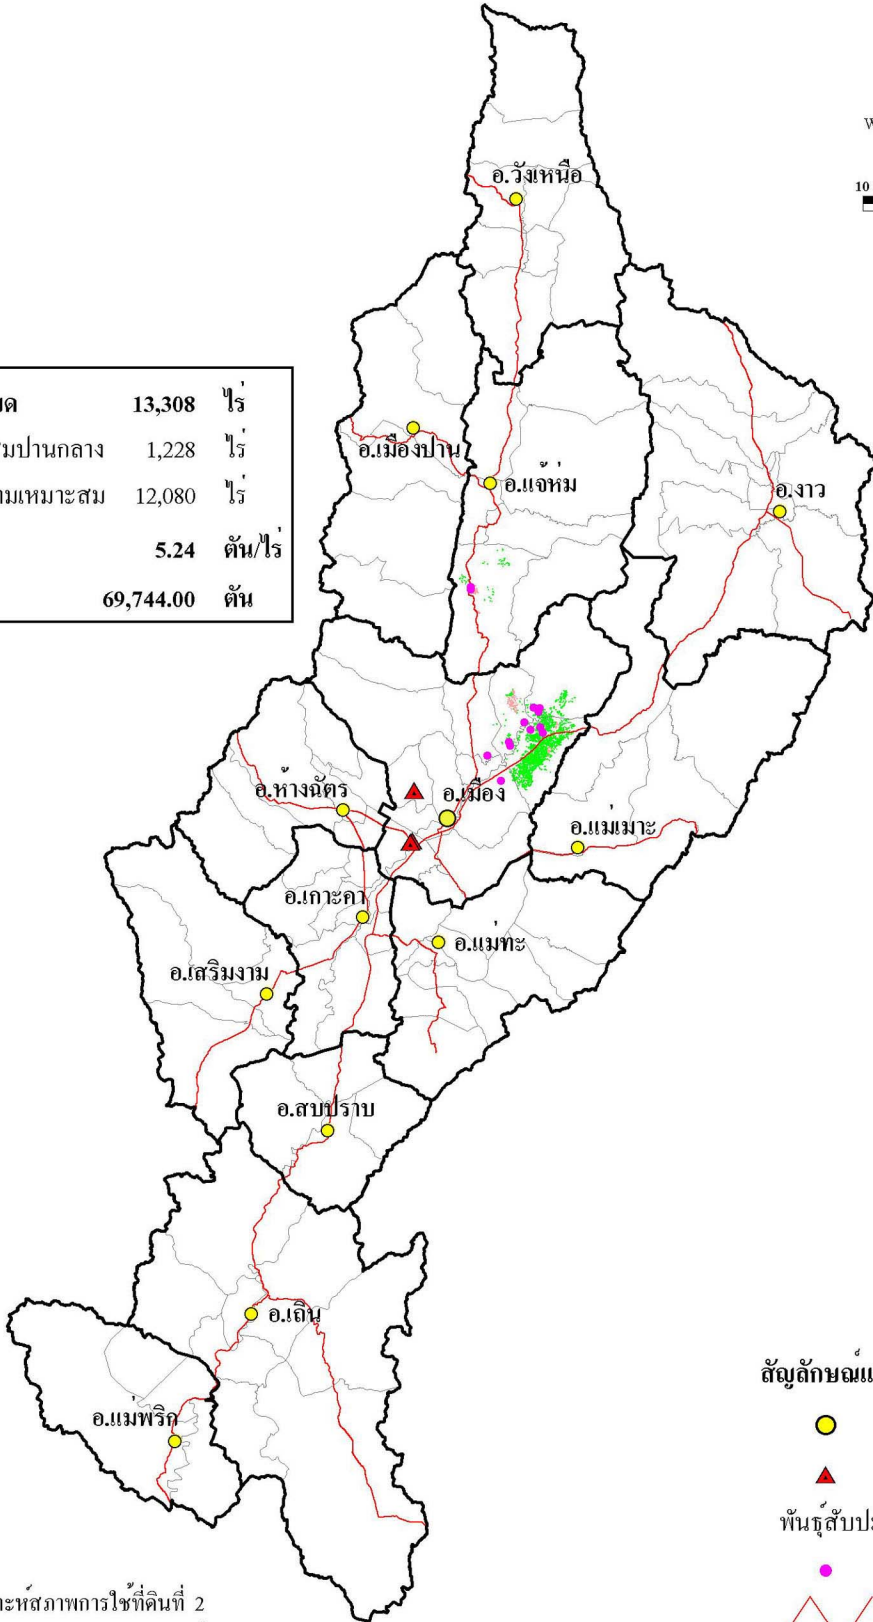 อ.วังเหนือ
10
13,308 ไร่
ปานกลาง 1,228 ไร่
ามเหมาะสม 12,080 ไร่
5.24 ตัน/ไร่
69,744.00 ตัน
อ.เมืองปาน
อ.แจ้ห่ม
อ.งาว
อ.ห้างฉัตร
อ.เมือง
อ.แม่เมาะ
อ.เกาะคา
อ.แม่ทะ
อ.เสริมงาม
อ.สบปราบ
อ.เถิน
อ.แม่พริก
สัญลักษณ์แ
พันธุ์สับปะ
าะห์สภาพการใช้ที่ดินที่ 2